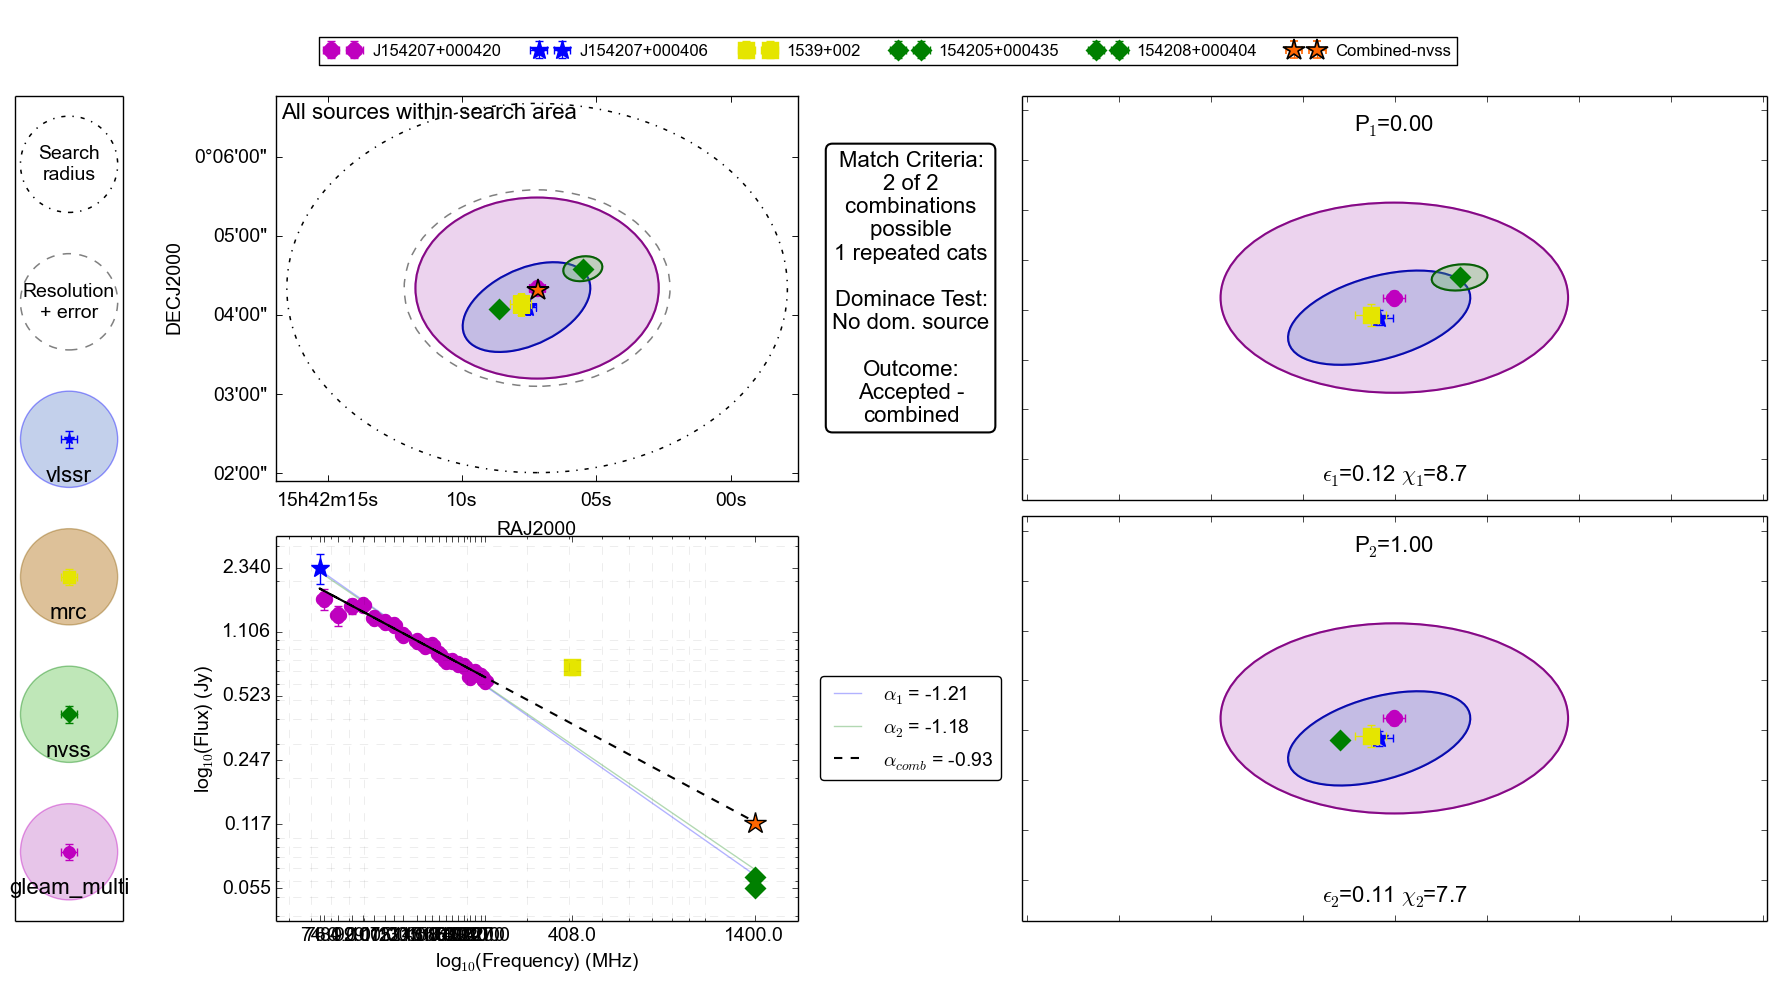 J154207+000420 J154207+000406 1539+002 154205+000435 154208+000404 Combined-nvss
Search
radius
Resolution
+ error
vlssr
mrc
nvss
gleam_multi
All sources within search area
DECJ2000
0°06'00"
05'00"
04'00"
03'00"
02'00"
15h42m15s 10s 05s 00s
RAJ2000
Match Criteria:
2 of 2
combinations
possible
1 repeated cats
Dominace Test:
No dom. source
Outcome:
Accepted -
combined
P1=0.00
ϵ1=0.12 χ1=8.7
P2=1.00
ϵ2=0.11 χ2=7.7
log10(Flux) (Jy)
2.340
1.106
0.523
0.247
0.117
0.055
408.0 1400.0
log10(Frequency) (MHz)
α1 = -1.21
α2 = -1.18
αcomb = -0.93